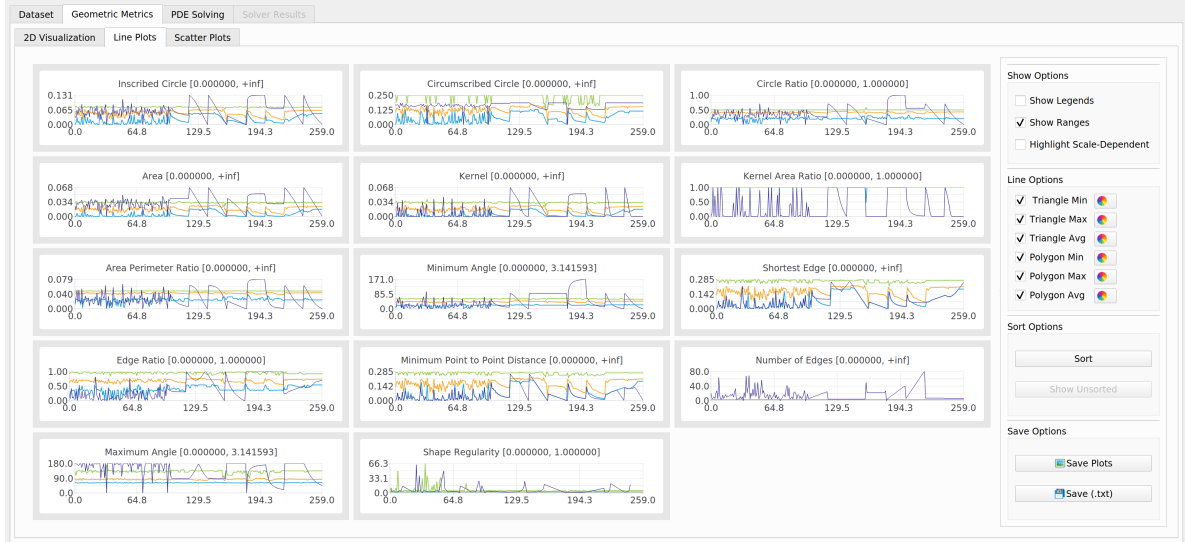 Dataset Geometric Metrics PDE Solving Solver Results
2D Visualization Line Plots Scatter Plots
Inscribed Circle [0.000000, +inf]
0.131
0.065
0.000
0.0 64.8 129.5 194.3 259.0
Circumscribed Circle [0.000000, +inf]
0.250
0.125
0.000
0.0 64.8 129.5 194.3 259.0
Circle Ratio [0.000000, 1.000000]
1.00
0.50
0.00
0.0 64.8 129.5 194.3 259.0
Area [0.000000, +inf]
0.068
0.034
0.000
0.0 64.8 129.5 194.3 259.0
Kernel [0.000000, +inf]
0.068
0.034
0.000
0.0 64.8 129.5 194.3 259.0
Kernel Area Ratio [0.000000, 1.000000]
1.00
0.50
0.00
0.0 64.8 129.5 194.3 259.0
Area Perimeter Ratio [0.000000, +inf]
0.079
0.040
0.000
0.0 64.8 129.5 194.3 259.0
Minimum Angle [0.000000, 3.141593]
171.0
85.5
0.0
0.0 64.8 129.5 194.3 259.0
Shortest Edge [0.000000, +inf]
0.285
0.142
0.000
0.0 64.8 129.5 194.3 259.0
Edge Ratio [0.000000, 1.000000]
1.00
0.50
0.00
0.0 64.8 129.5 194.3 259.0
Minimum Point to Point Distance [0.000000, +inf]
0.285
0.142
0.000
0.0 64.8 129.5 194.3 259.0
Number of Edges [0.000000, +inf]
80.0
40.0
0.0
0.0 64.8 129.5 194.3 259.0
Maximum Angle [0.000000, 3.141593]
180.0
90.0
0.0
0.0 64.8 129.5 194.3 259.0
Shape Regularity [0.000000, 1.000000]
66.3
33.1
0.0
0.0 64.8 129.5 194.3 259.0
Show Options
Show Legends
Show Ranges
Highlight Scale-Dependent
Line Options
Triangle Min
Triangle Max
Triangle Avg
Polygon Min
Polygon Max
Polygon Avg
Sort Options
Sort
Show Unsorted
Save Options
Save Plots
Save (.txt)